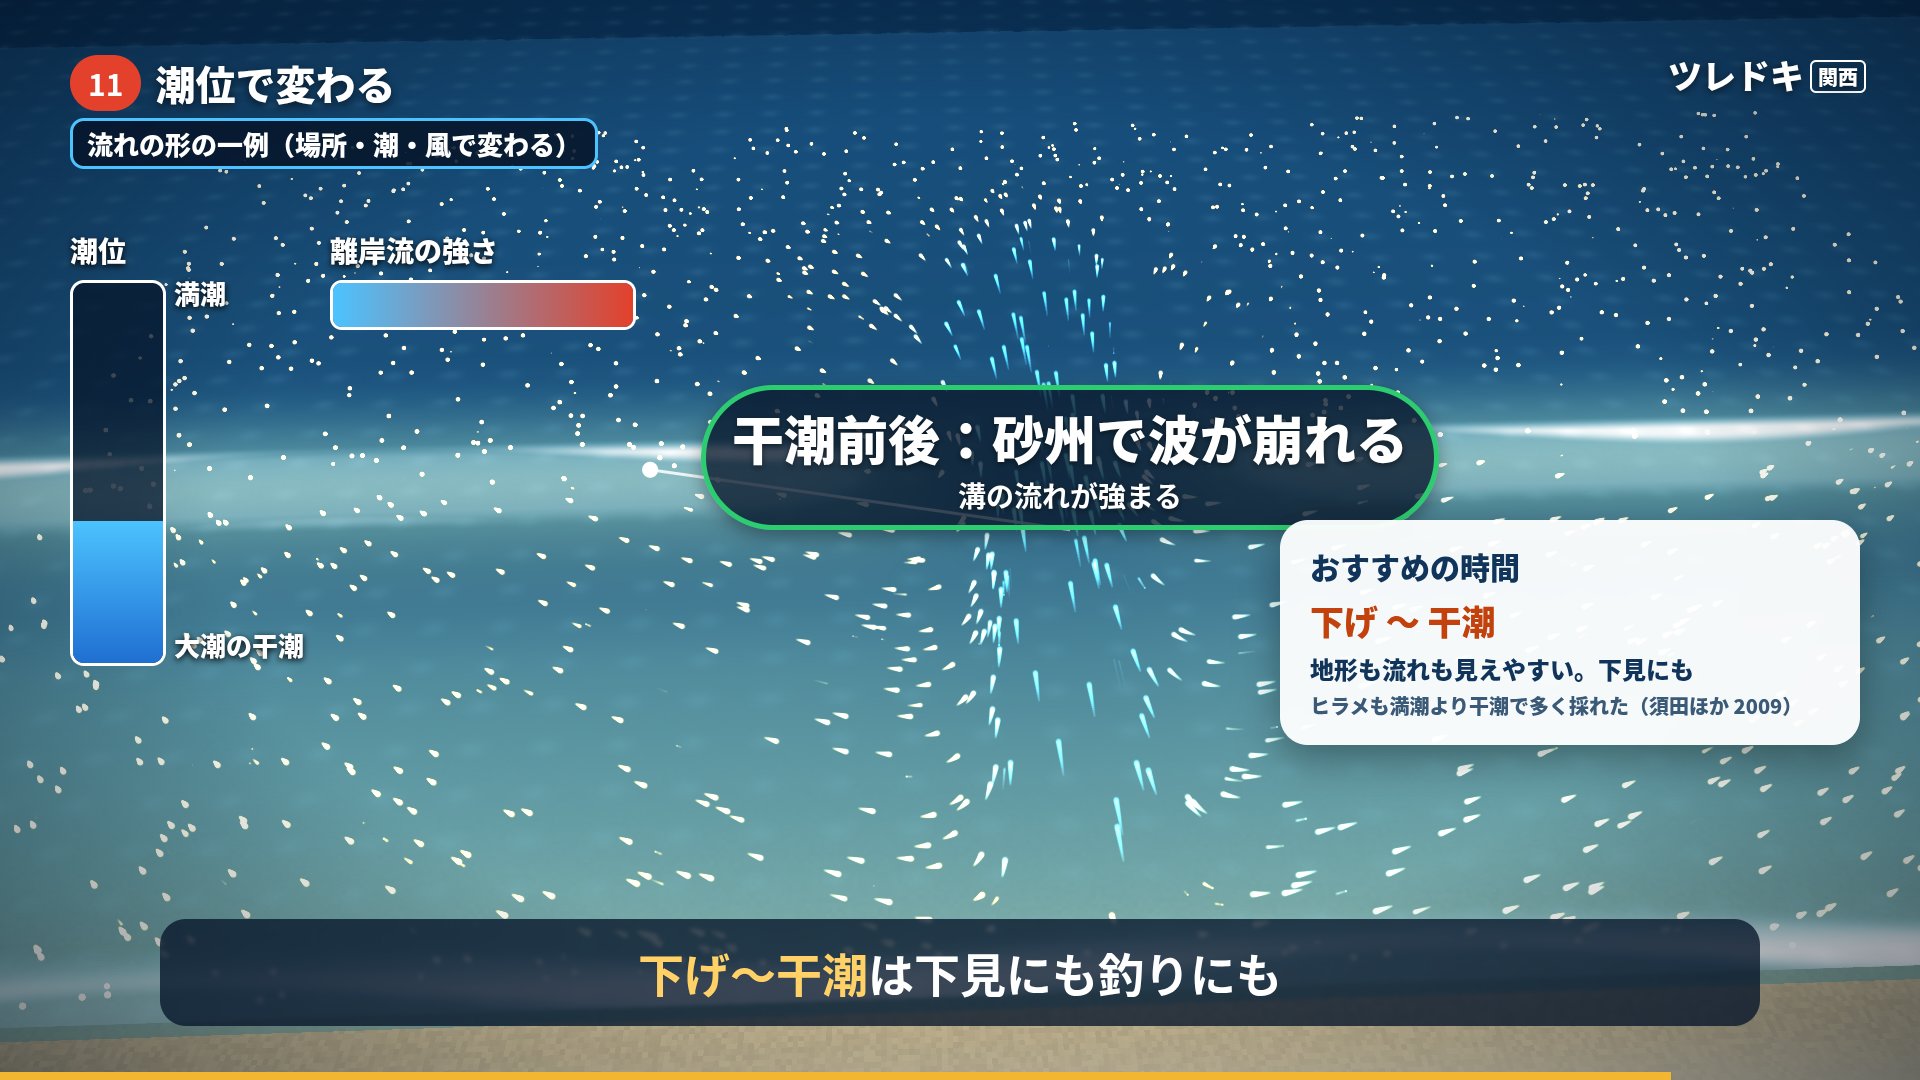 11 潮位で変わる
流れの形の一例（場所・潮・風で変わる）
ツレドキ 関西
潮位
満潮
大潮の干潮
離岸流の強さ
干潮前後：砂州で波が崩れる
溝の流れが強まる
おすすめの時間
下げ ～ 干潮
地形も流れも見えやすい。下見にも
ヒラメも満潮より干潮で多く採れた（須田ほか 2009）
下げ～干潮は下見にも釣りにも